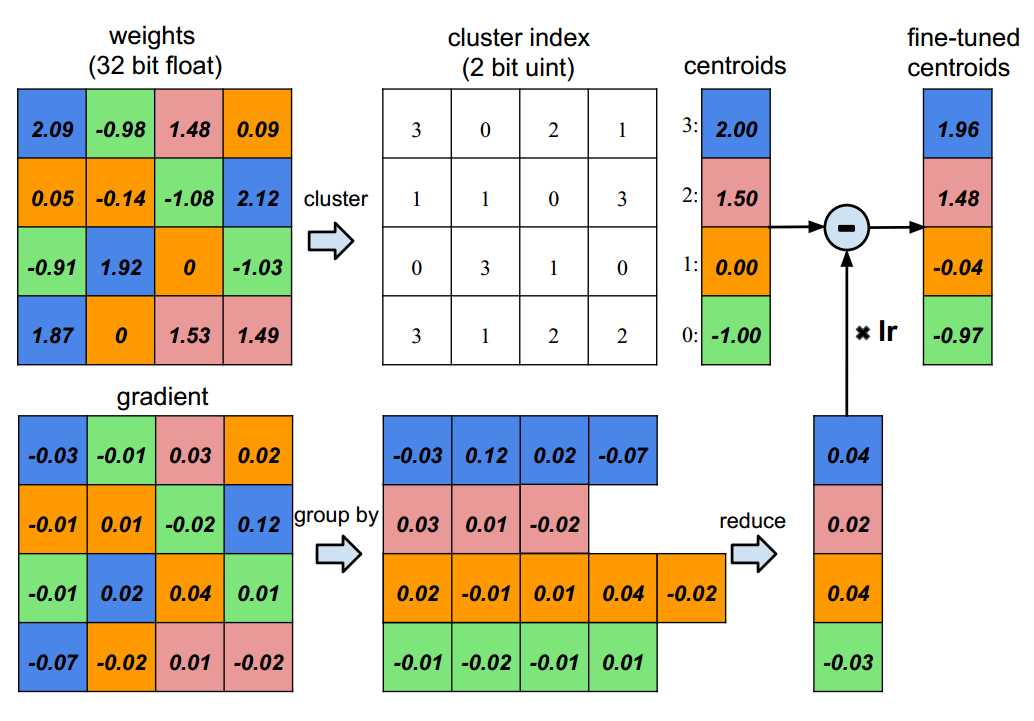 weights
(32 bit float)
cluster index
(2 bit uint)
centroids
fine-tuned
centroids
2.09 -0.98 1.48 0.09
0.05 -0.14 -1.08 2.12
-0.91 1.92 0 -1.03
1.87 0 1.53 1.49
cluster
3 0 2 1
1 1 0 3
0 3 1 0
3 1 2 2
3: 2.00
2: 1.50
1: 0.00
0: -1.00
-
× lr
1.96
1.48
-0.04
-0.97
gradient
-0.03 -0.01 0.03 0.02
-0.01 0.01 -0.02 0.12
-0.01 0.02 0.04 0.01
-0.07 -0.02 0.01 -0.02
group by
-0.03 0.12 0.02 -0.07
0.03 0.01 -0.02
0.02 -0.01 0.01 0.04 -0.02
-0.01 -0.02 -0.01 0.01
reduce
0.04
0.02
0.04
-0.03